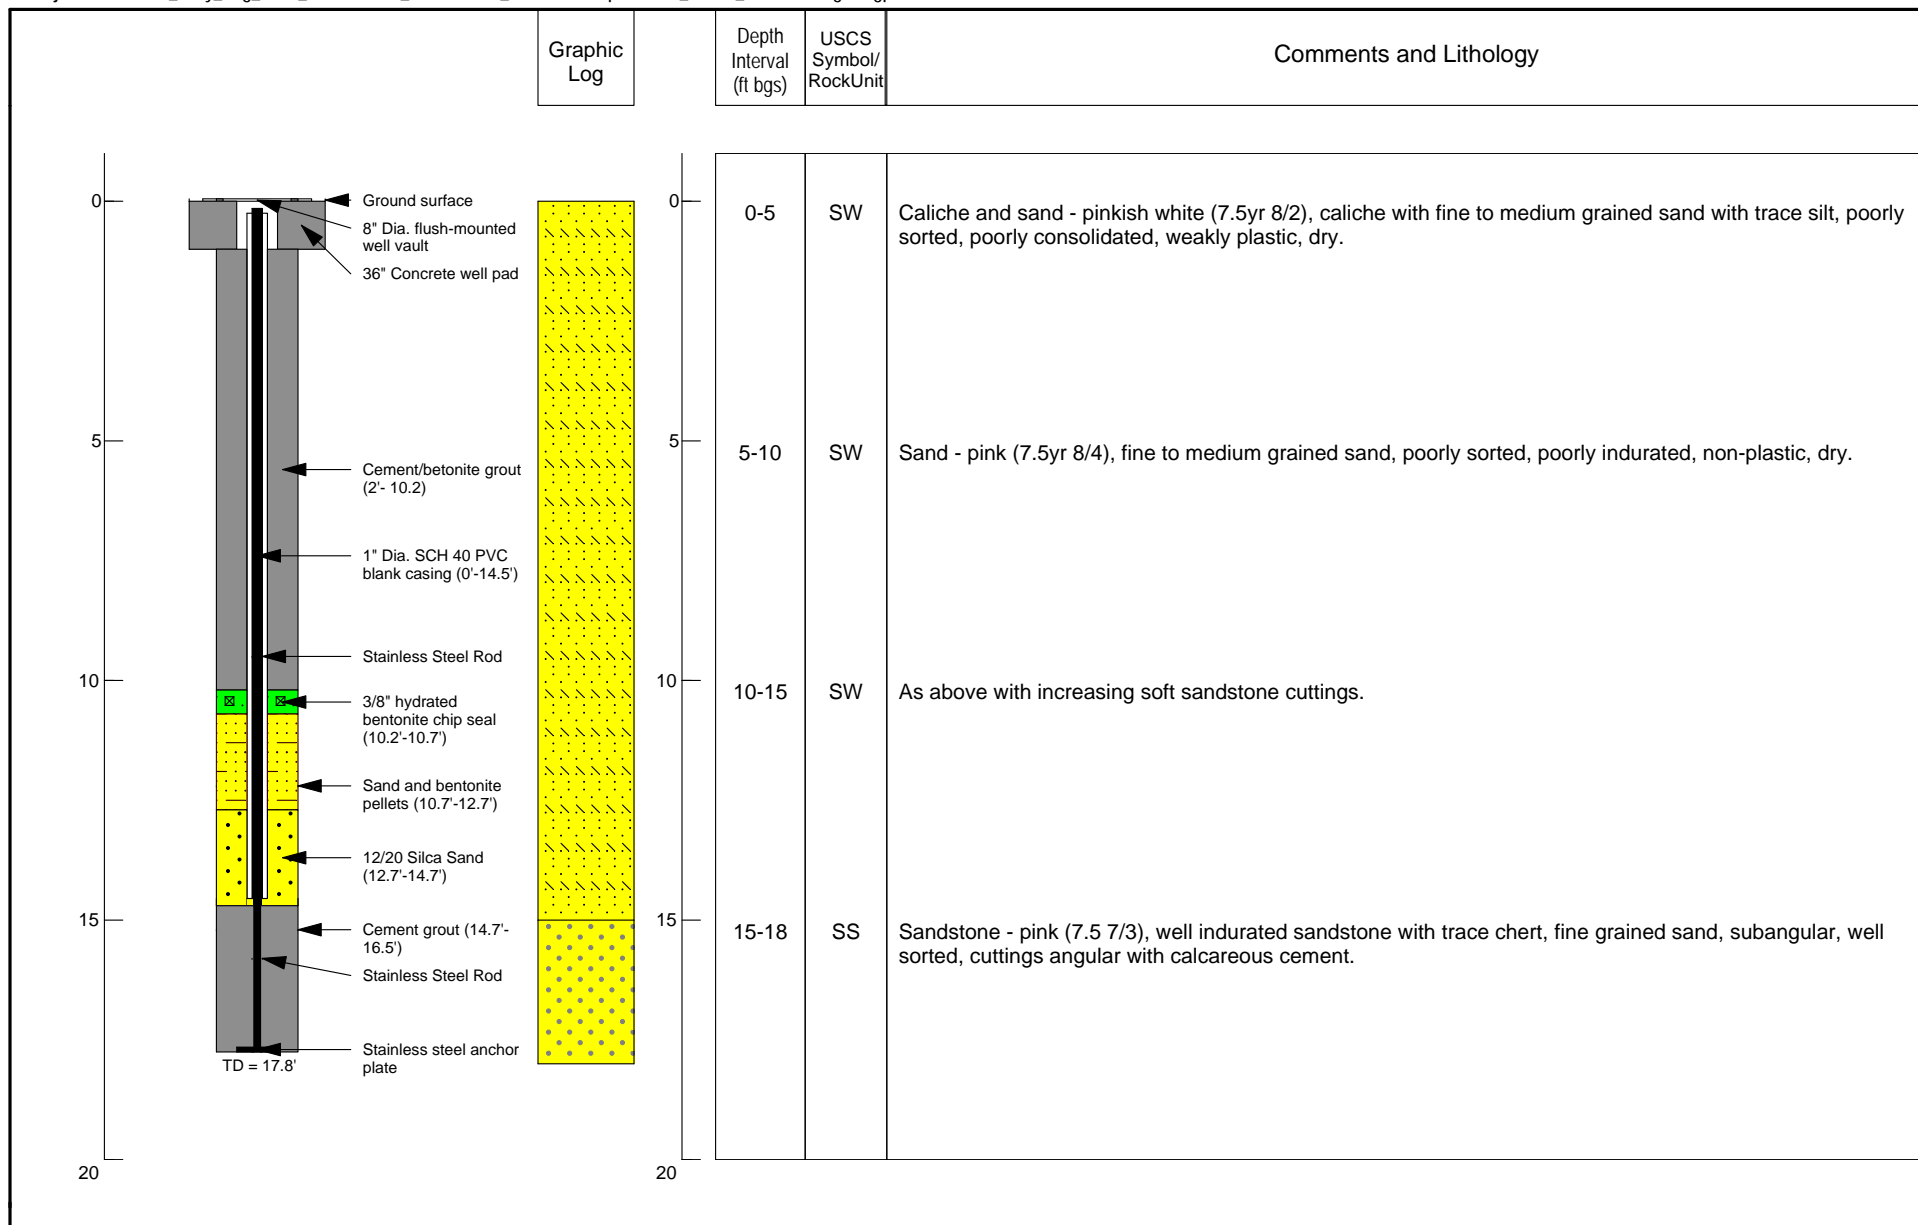 Graphic
Log
Depth
Interval
(ft bgs)
USCS
Symbol/
RockUnit
Comments and Lithology
0
Ground surface
8" Dia. flush-mounted
well vault
36" Concrete well pad
5
Cement/betonite grout
(2'- 10.2)
1" Dia. SCH 40 PVC
blank casing (0'-14.5')
Stainless Steel Rod
10
3/8" hydrated
bentonite chip seal
(10.2'-10.7')
Sand and bentonite
pellets (10.7'-12.7')
12/20 Silca Sand
(12.7'-14.7')
15
Cement grout (14.7'-
16.5')
Stainless Steel Rod
Stainless steel anchor
plate
TD = 17.8'
20
0
5
10
15
20
0-5
SW
Caliche and sand - pinkish white (7.5yr 8/2), caliche with fine to medium grained sand with trace silt, poorly
sorted, poorly consolidated, weakly plastic, dry.
5-10
SW
Sand - pink (7.5yr 8/4), fine to medium grained sand, poorly sorted, poorly indurated, non-plastic, dry.
10-15
SW
As above with increasing soft sandstone cuttings.
15-18
SS
Sandstone - pink (7.5 7/3), well indurated sandstone with trace chert, fine grained sand, subangular, well
sorted, cuttings angular with calcareous cement.